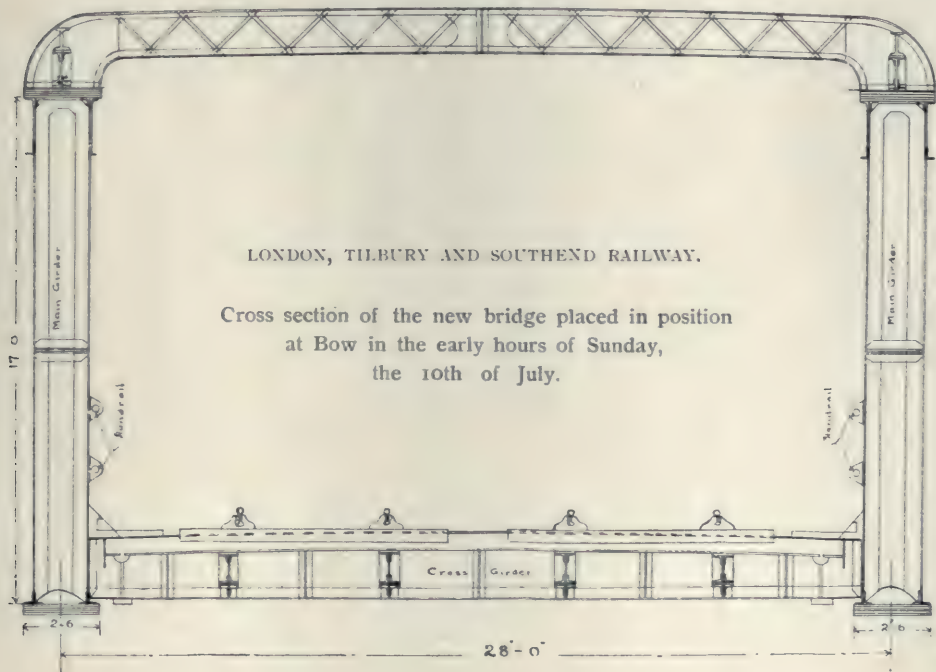 LONDON, TILBURY AND SOUTHEND RAILWAY.
Cross section of the new bridge placed in position
at Bow in the early hours of Sunday,
the 10th of July.
Main Girder
Main Girder
17 0
Handrail
Handrail
Cross Girder
2-6
2'6
28'-0"